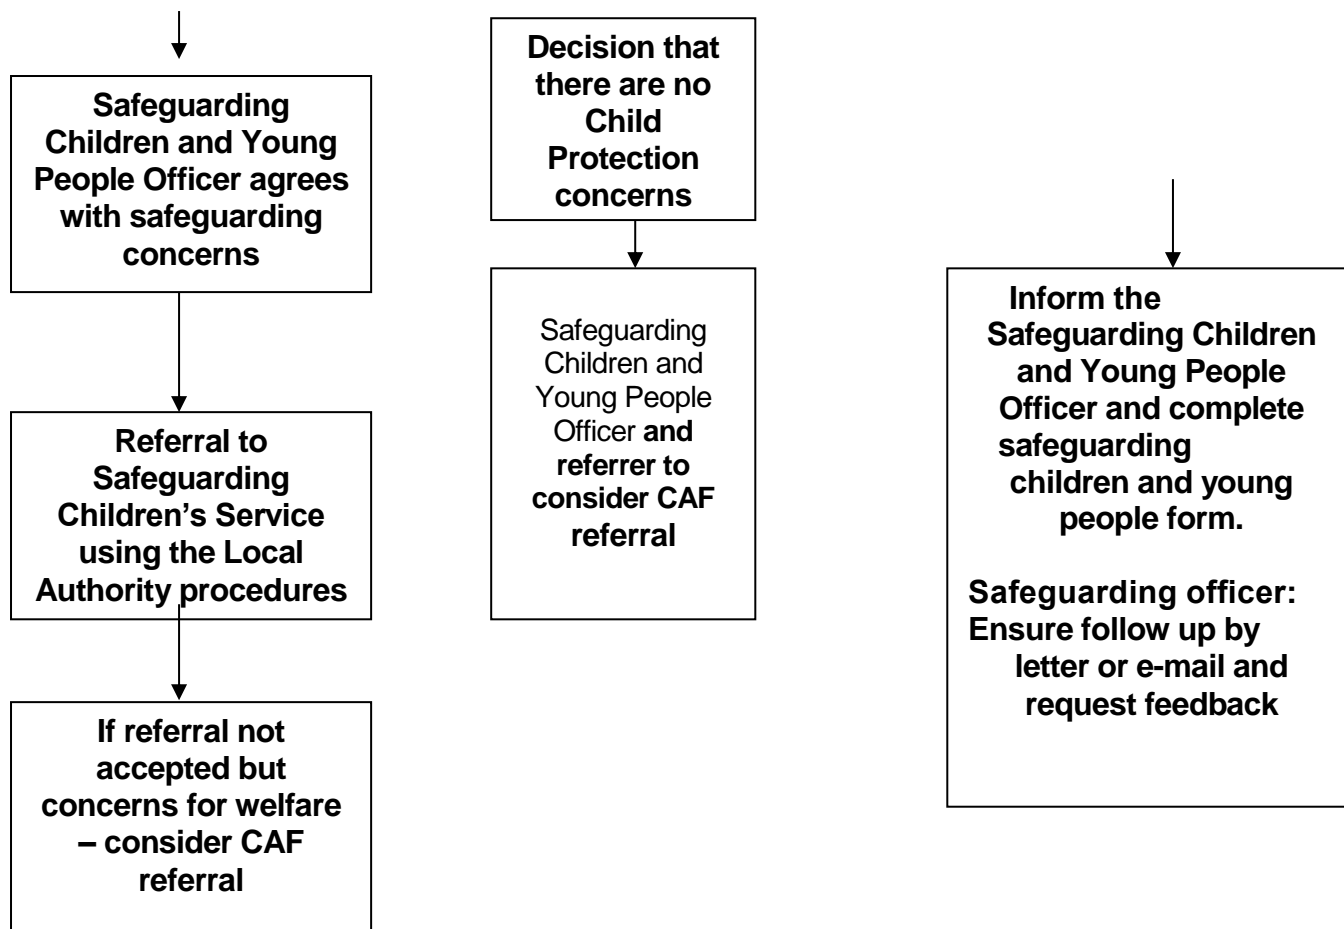 Safeguarding
Children and Young
People Officer agrees
with safeguarding
concerns
Referral to
Safeguarding
Children’s Service
using the Local
Authority procedures
If referral not
accepted but
concerns for welfare
– consider CAF
referral
Decision that
there are no
Child
Protection
concerns
Safeguarding
Children and
Young People
Officer and
referrer to
consider CAF
referral
Inform the
Safeguarding Children
and Young People
Officer and complete
safeguarding
children and young
people form.
Safeguarding officer:
Ensure follow up by
letter or e-mail and
request feedback